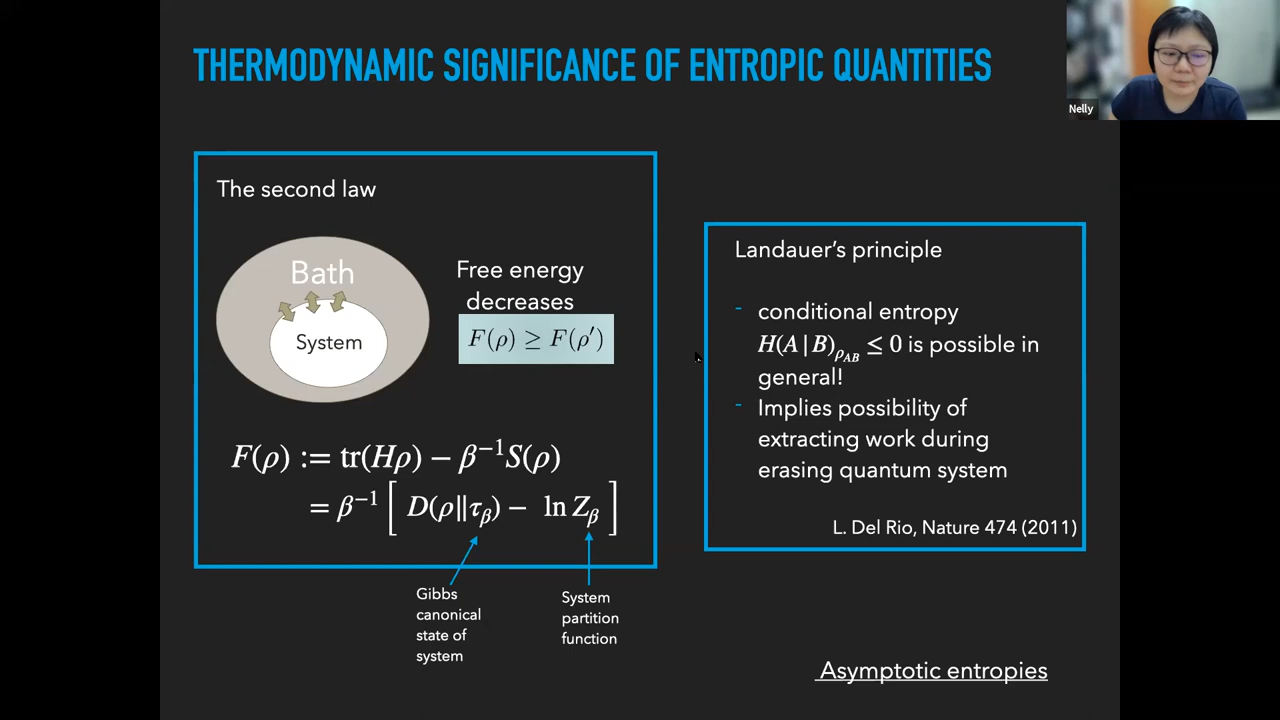 THERMODYNAMIC SIGNIFICANCE OF ENTROPIC QUANTITIES
Nelly
The second law
Bath
System
Free energy
decreases
F(ρ) ≥ F(ρ′)
F(ρ) := tr(Hρ) − β⁻¹S(ρ)
= β⁻¹ [ D(ρ∥τ_β) − ln Z_β ]
Gibbs
canonical
state of
system
System
partition
function
Landauer’s principle
- conditional entropy
H(A|B)_ρ_AB ≤ 0 is possible in
general!
- Implies possibility of
extracting work during
erasing quantum system
L. Del Rio, Nature 474 (2011)
Asymptotic entropies